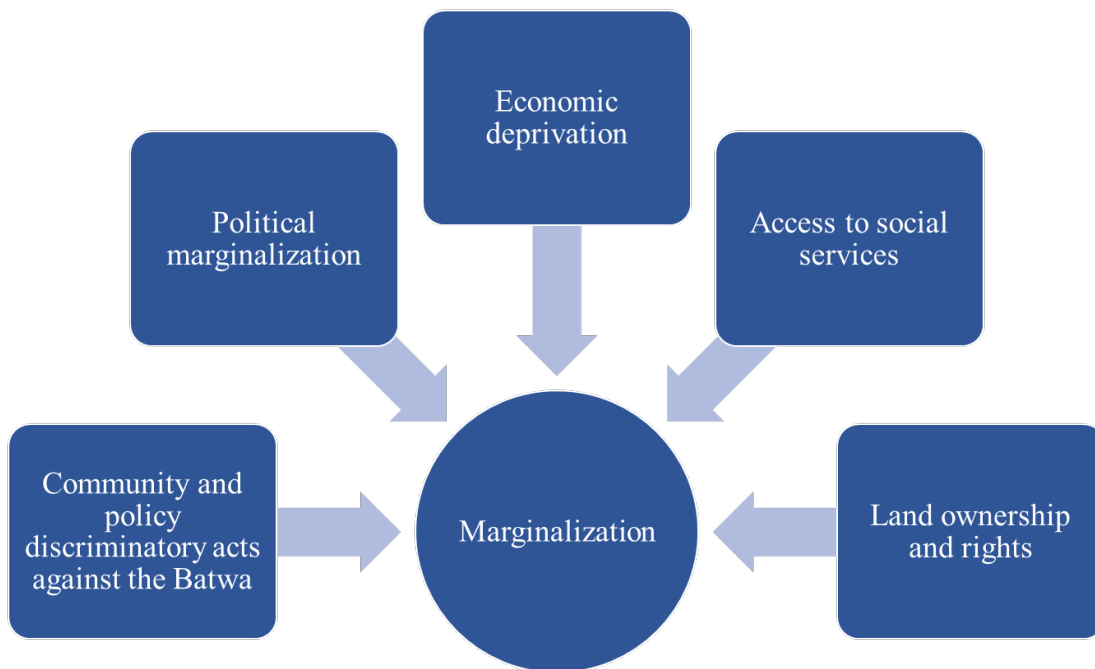 Economic
deprivation
Political
marginalization
Access to social
services
Community and
policy
discriminatory acts
against the Batwa
Marginalization
Land ownership
and rights